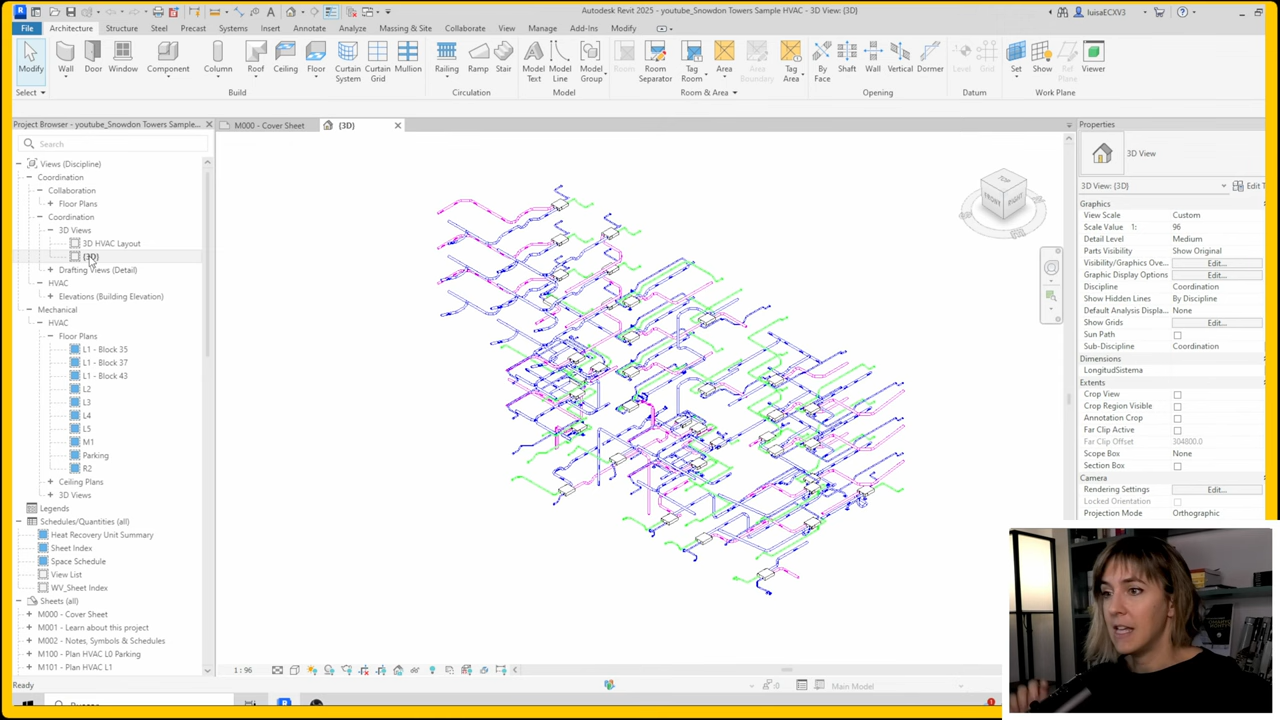 R
Autodesk Revit 2025 - youtube_Snowdon Towers Sample HVAC - 3D View: {3D}
luisaECXV3
File
Architecture
Structure
Steel
Precast
Systems
Insert
Annotate
Analyze
Massing & Site
Collaborate
View
Manage
Add-Ins
Modify
Modify
Wall
Door
Window
Component
Column
Roof
Ceiling
Floor
Curtain System
Curtain Grid
Mullion
Railing
Ramp
Stair
Model Text
Model Line
Model Group
Room
Room Separator
Tag Room
Area
Area Boundary
Tag Area
By Face
Shaft
Wall
Vertical
Dormer
Level
Grid
Set
Show
Ref Plane
Viewer
Select
Build
Circulation
Model
Room & Area
Opening
Datum
Work Plane
Project Browser - youtube_Snowdon Towers Sample...
M000 - Cover Sheet
{3D}
Search
Views (Discipline)
Coordination
Collaboration
Floor Plans
Coordination
3D Views
3D HVAC Layout
{3D}
Drafting Views (Detail)
HVAC
Elevations (Building Elevation)
Mechanical
HVAC
Floor Plans
L1 - Block 35
L1 - Block 37
L1 - Block 43
L2
L3
L4
L5
M1
Parking
R2
Ceiling Plans
3D Views
Legends
Schedules/Quantities (all)
Heat Recovery Unit Summary
Sheet Index
Space Schedule
View List
WV_Sheet Index
Sheets (all)
M000 - Cover Sheet
M001 - Learn about this project
M002 - Notes, Symbols & Schedules
M100 - Plan HVAC L0 Parking
M101 - Plan HVAC L1
TOP
FRONT
RIGHT
Properties
3D View
3D View: {3D}
Edit T
Graphics
View Scale Custom
Scale Value 1: 96
Detail Level Medium
Parts Visibility Show Original
Visibility/Graphics Ove... Edit...
Graphic Display Options Edit...
Discipline Coordination
Show Hidden Lines By Discipline
Default Analysis Displa... None
Show Grids Edit...
Sun Path
Sub-Discipline Coordination
Dimensions
LongitudSistema
Extents
Crop View
Crop Region Visible
Annotation Crop
Far Clip Active
Far Clip Offset 304800.0
Scope Box None
Section Box
Camera
Rendering Settings Edit...
Locked Orientation
Projection Mode Orthographic
1 : 96
Ready
:0
Main Model